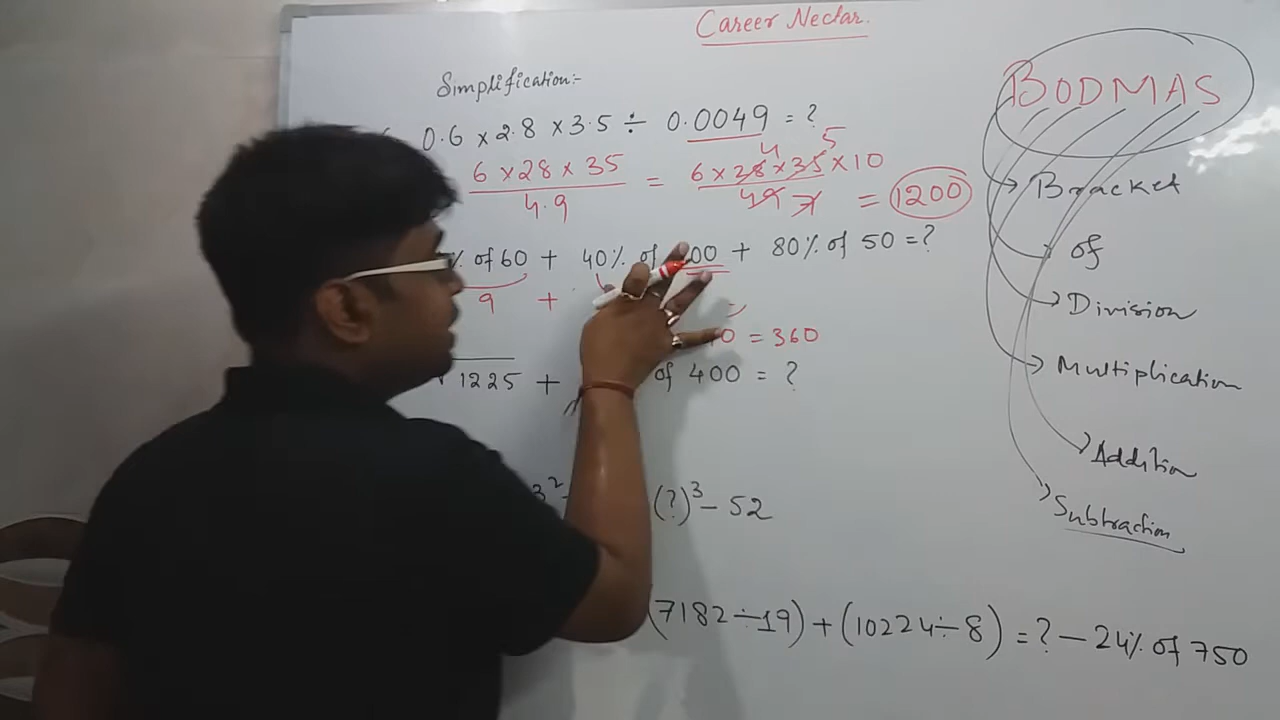 Career Nectar.
Simplification:-
0.6 × 2.8 × 3.5 ÷ 0.0049 = ?
6 × 28 × 35 / 4.9 = 6 × 28 × 35 × 10 / 49 7 = 1200
4 5
% of 60 + 40% of 00 + 80% of 50 = ?
9 +
0 = 360
√1225 + of 400 = ?
3² (?)³ - 52
(7182 ÷ 19) + (10224 ÷ 8) = ? - 24% of 750
BODMAS
Bracket
of
Division
Multiplication
Addition
Subtraction